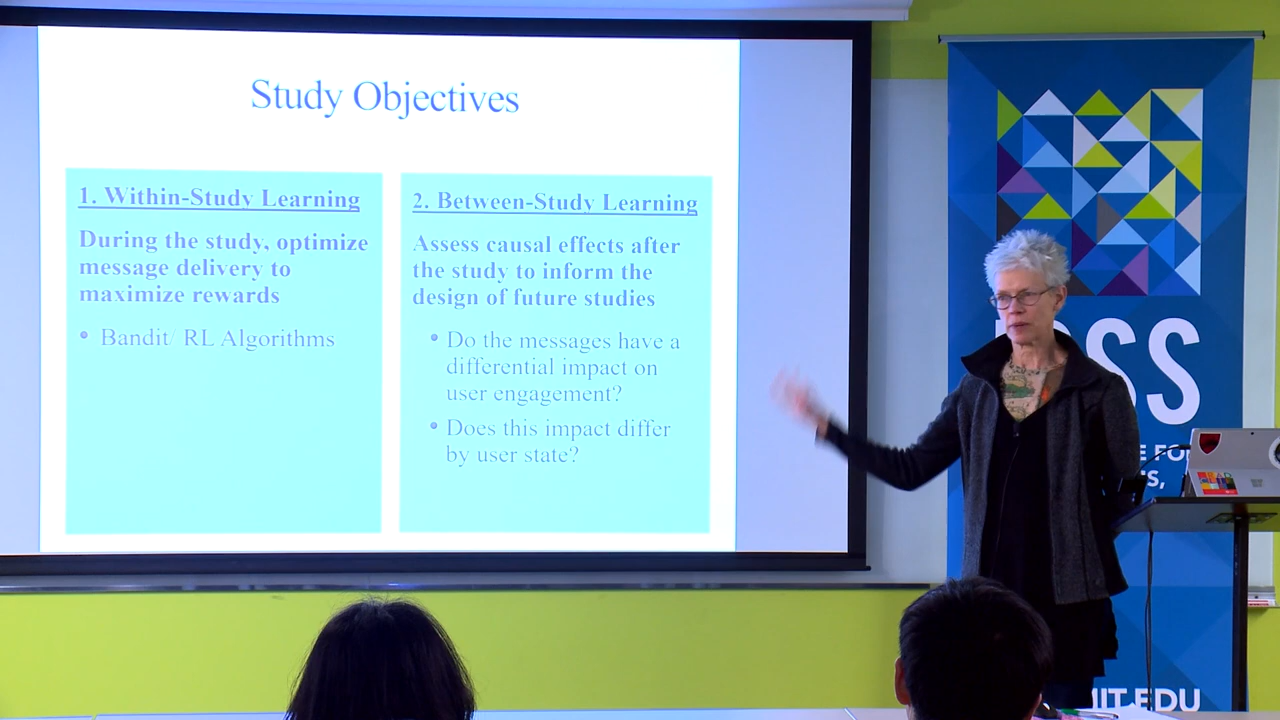 Study Objectives
1. Within-Study Learning
During the study, optimize
message delivery to
maximize rewards
• Bandit/ RL Algorithms
2. Between-Study Learning
Assess causal effects after
the study to inform the
design of future studies
• Do the messages have a
differential impact on
user engagement?
• Does this impact differ
by user state?
SS
MIT.EDU